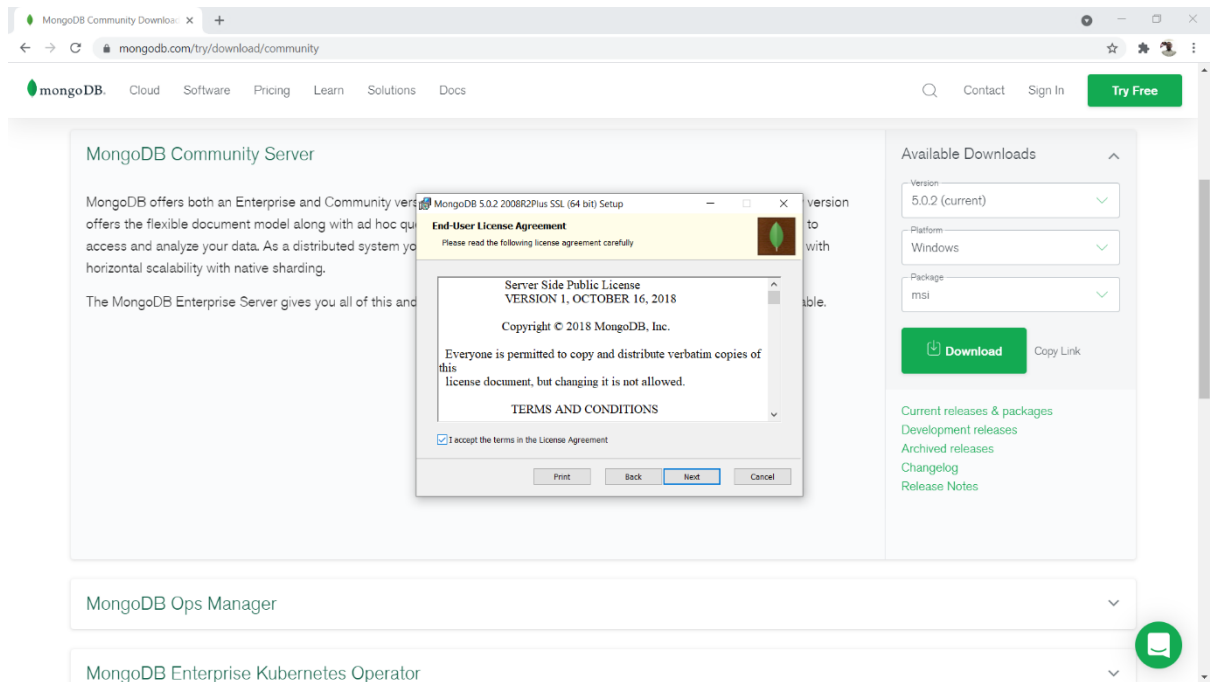 MongoDB Community Downloa
mongodb.com/try/download/community
mongoDB. Cloud Software Pricing Learn Solutions Docs Contact Sign In Try Free
MongoDB Community Server
MongoDB offers both an Enterprise and Community vers version
offers the flexible document model along with ad hoc qu to
access and analyze your data. As a distributed system yo with
horizontal scalability with native sharding.
The MongoDB Enterprise Server gives you all of this and able.
MongoDB 5.0.2 2008R2Plus SSL (64 bit) Setup
End-User License Agreement
Please read the following license agreement carefully
Server Side Public License
VERSION 1, OCTOBER 16, 2018
Copyright © 2018 MongoDB, Inc.
Everyone is permitted to copy and distribute verbatim copies of
this
license document, but changing it is not allowed.
TERMS AND CONDITIONS
I accept the terms in the License Agreement
Print Back Next Cancel
Available Downloads
Version
5.0.2 (current)
Platform
Windows
Package
msi
Download Copy Link
Current releases & packages
Development releases
Archived releases
Changelog
Release Notes
MongoDB Ops Manager
MongoDB Enterprise Kubernetes Operator